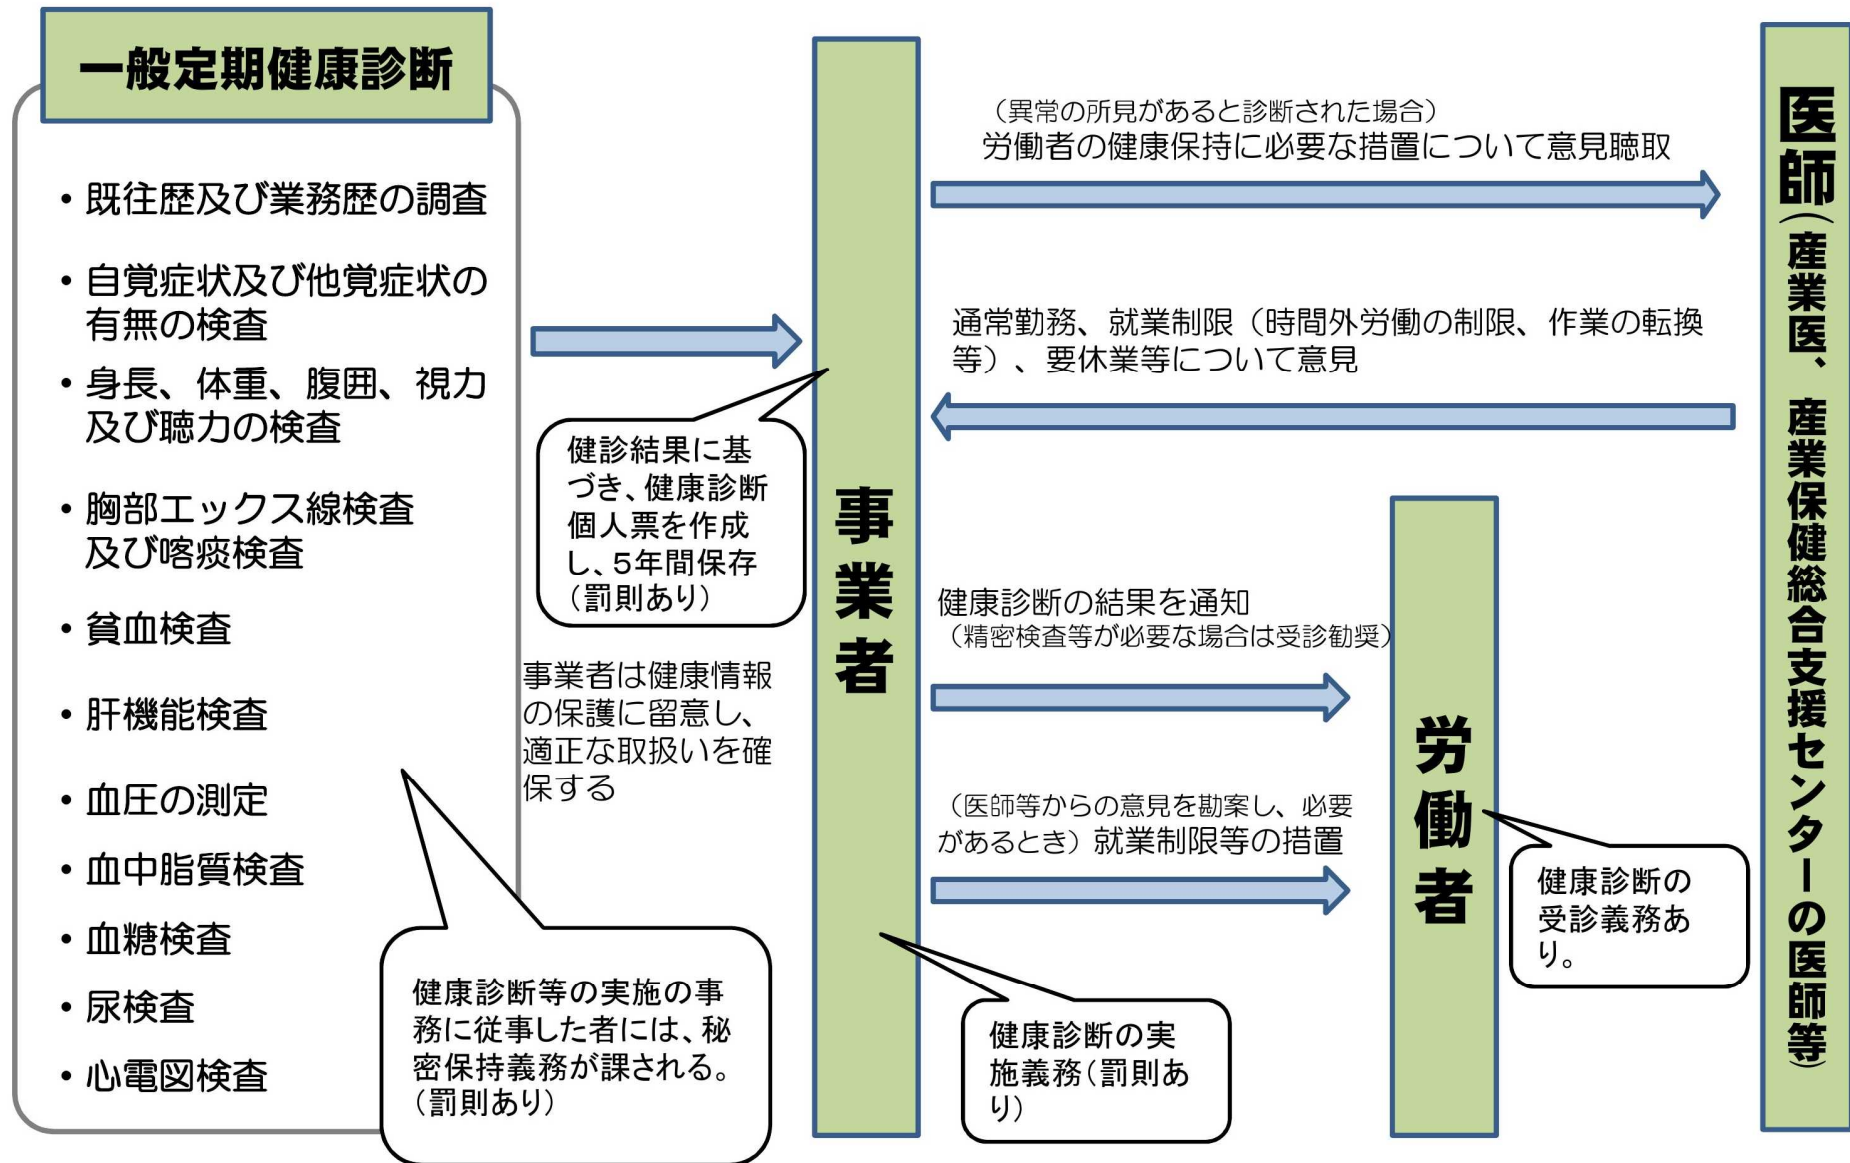 一般定期健康診断
・既往歴及び業務歴の調査
・自覚症状及び他覚症状の
有無の検査
・身長、体重、腹囲、視力
及び聴力の検査
・胸部エックス線検査
及び喀痰検査
・貧血検査
・肝機能検査
・血圧の測定
・血中脂質検査
・血糖検査
・尿検査
・心電図検査
健康診断等の実施の事
務に従事した者には、秘
密保持義務が課される。
（罰則あり）
健診結果に基
づき、健康診断
個人票を作成
し、5年間保存
（罰則あり）
事業者は健康情報
の保護に留意し、
適正な取扱いを確
保する
事業者
（異常の所見があると診断された場合）
労働者の健康保持に必要な措置について意見聴取
通常勤務、就業制限（時間外労働の制限、作業の転換
等）、要休業等について意見
健康診断の結果を通知
（精密検査等が必要な場合は受診勧奨）
（医師等からの意見を勘案し、必要
があるとき）就業制限等の措置
健康診断の実
施義務（罰則あ
り）
労働者
健康診断の
受診義務あ
り。
医師（産業医、産業保健総合支援センターの医師等）